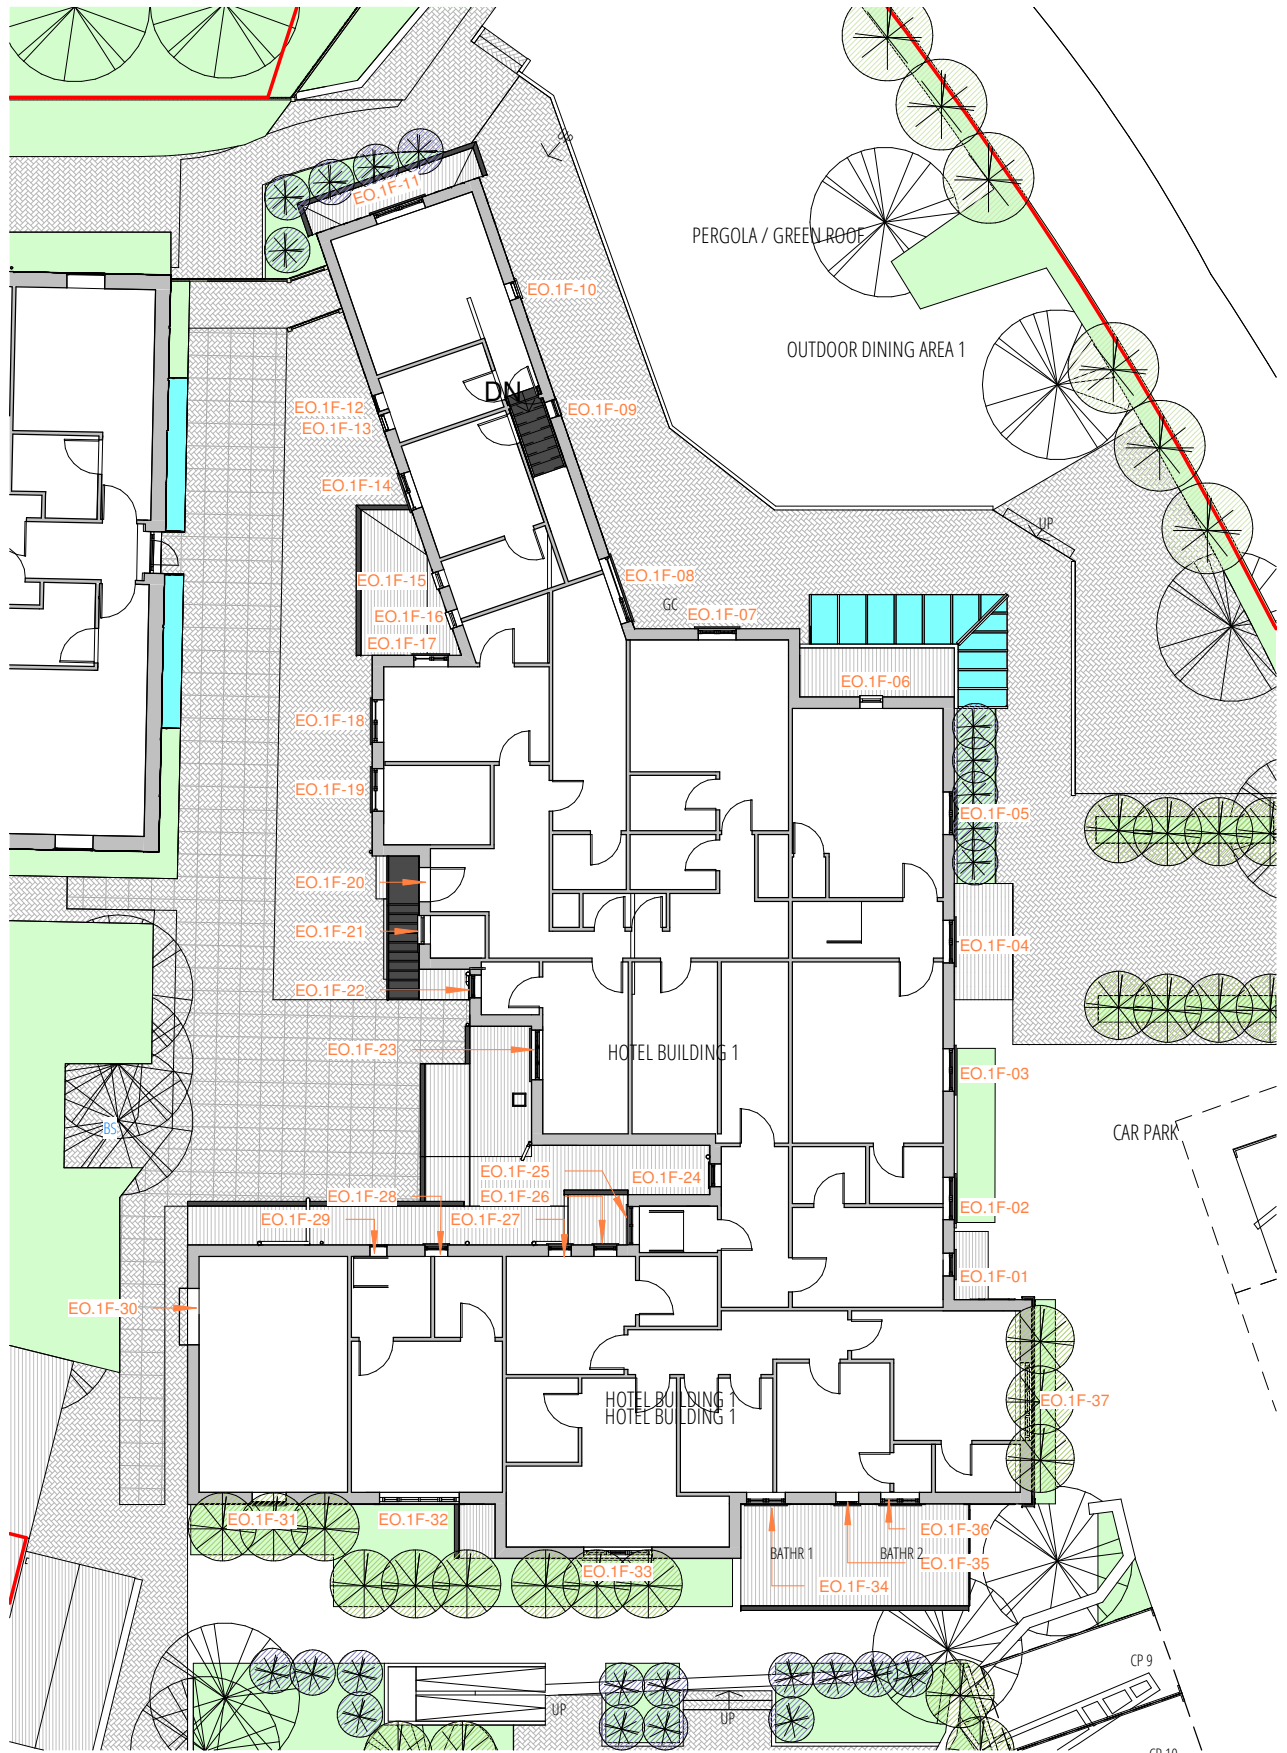 UP
EO.1F-11
PERGOLA / GREEN ROOF
EO.1F-10
OUTDOOR DINING AREA 1
DN
EO.1F-12
EO.1F-09
EO.1F-13
EO.1F-14
UP
EO.1F-15
EO.1F-08
GC
EO.1F-16
EO.1F-07
EO.1F-17
EO.1F-06
EO.1F-18
EO.1F-19
EO.1F-05
EO.1F-20
EO.1F-21
EO.1F-04
EO.1F-22
EO.1F-23
HOTEL BUILDING 1
EO.1F-03
BS
CAR PARK
EO.1F-25
EO.1F-24
EO.1F-28
EO.1F-26
EO.1F-29
EO.1F-27
EO.1F-02
EO.1F-01
EO.1F-30
HOTEL BUILDING 1
HOTEL BUILDING 1
EO.1F-37
EO.1F-31
EO.1F-32
EO.1F-36
BATHR 1
BATHR 2
EO.1F-35
EO.1F-33
EO.1F-34
CP 9
UP
UP
CP 10